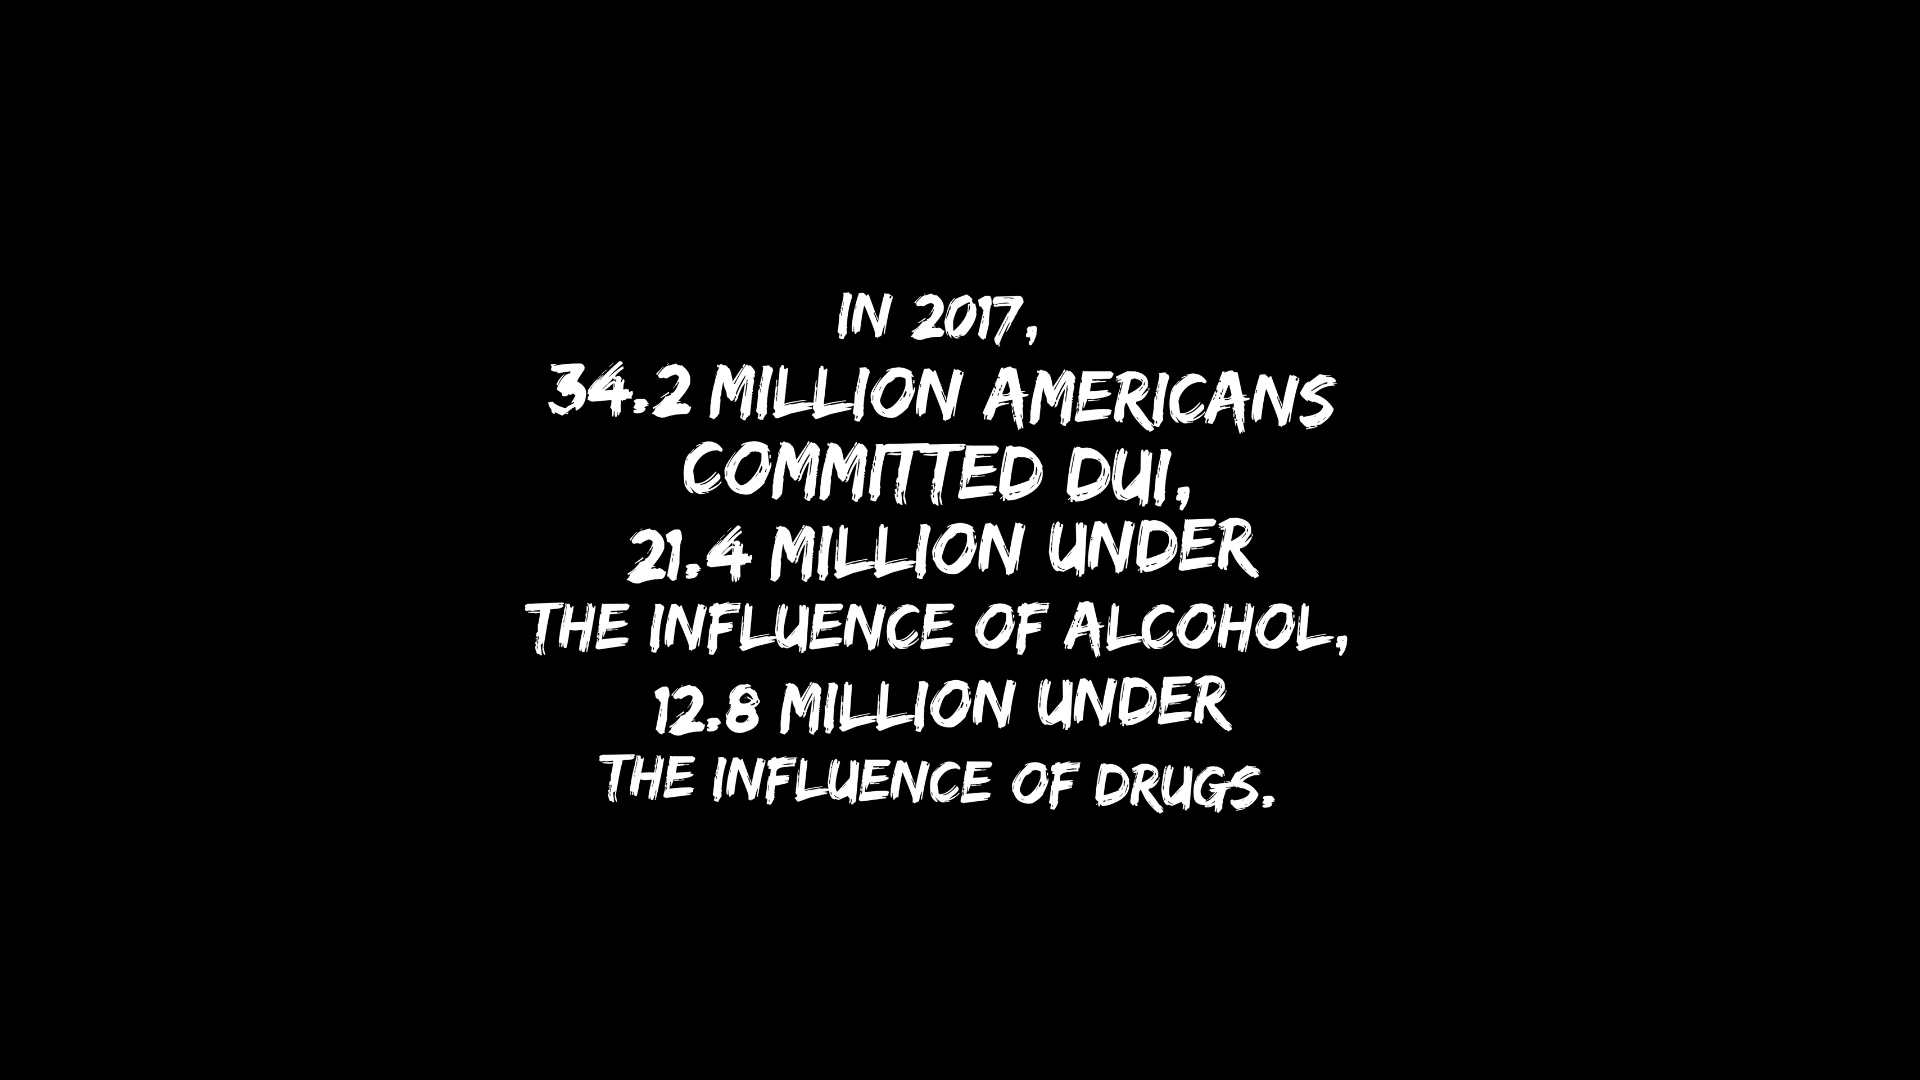 IN 2017,
34.2 MILLION AMERICANS
COMMITTED DUI,
21.4 MILLION UNDER
THE INFLUENCE OF ALCOHOL,
12.8 MILLION UNDER
THE INFLUENCE OF DRUGS.